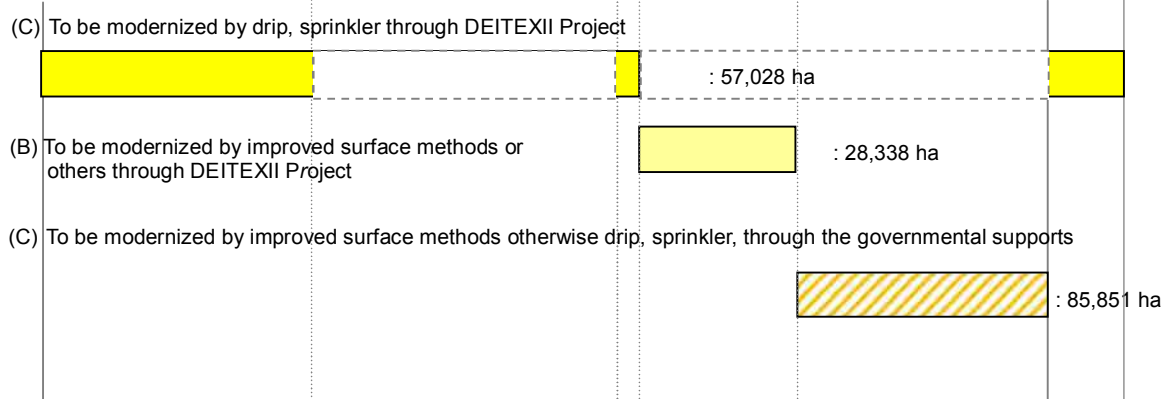 (C) To be modernized by drip, sprinkler through DEITEXII Project
: 57,028 ha
(B) To be modernized by improved surface methods or
others through DEITEXII Project
: 28,338 ha
(C) To be modernized by improved surface methods otherwise drip, sprinkler, through the governmental supports
: 85,851 ha